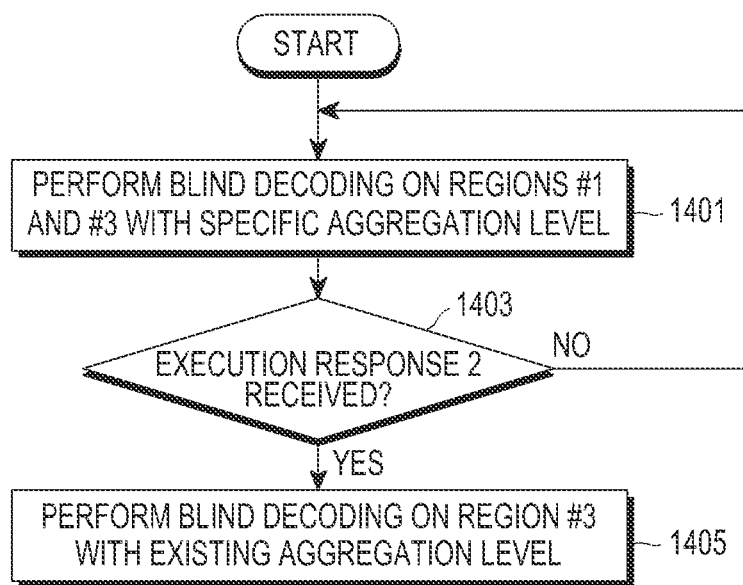 START
PERFORM BLIND DECODING ON REGIONS #1
AND #3 WITH SPECIFIC AGGREGATION LEVEL
1401
1403
EXECUTION RESPONSE 2
RECEIVED?
NO
YES
PERFORM BLIND DECODING ON REGION #3
WITH EXISTING AGGREGATION LEVEL
1405